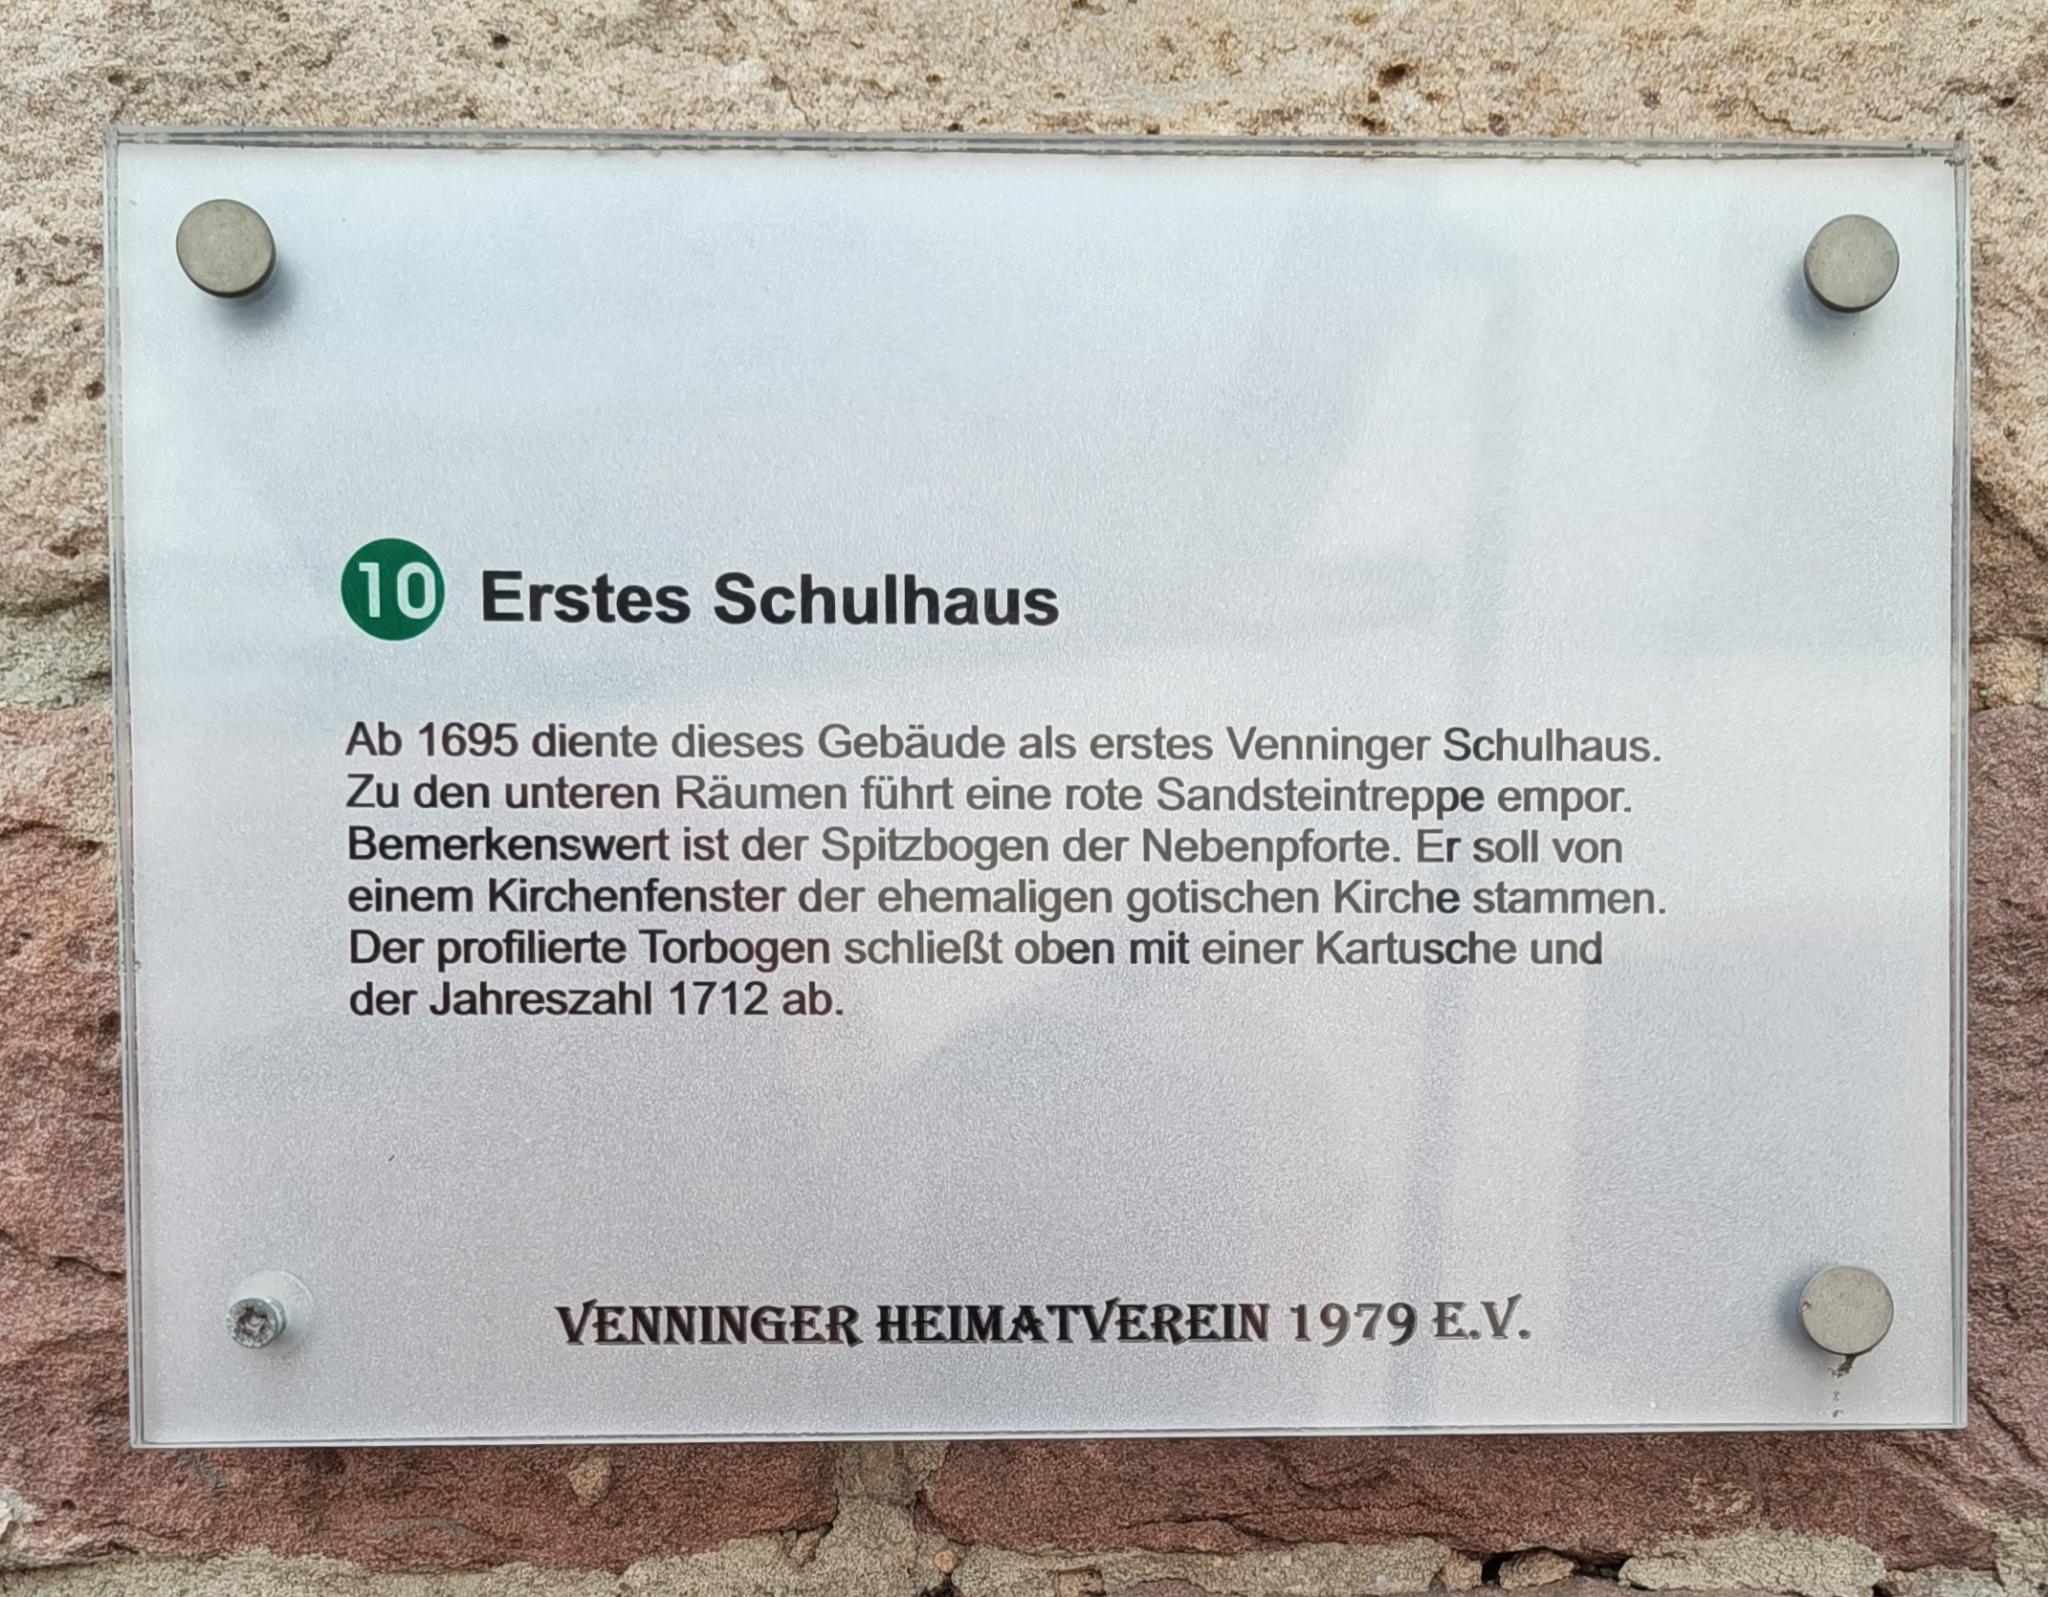 10 Erstes Schulhaus
Ab 1695 diente dieses Gebäude als erstes Venninger Schulhaus.
Zu den unteren Räumen führt eine rote Sandsteintreppe empor.
Bemerkenswert ist der Spitzbogen der Nebenpforte. Er soll von
einem Kirchenfenster der ehemaligen gotischen Kirche stammen.
Der profilierte Torbogen schließt oben mit einer Kartusche und
der Jahreszahl 1712 ab.
VENNINGER HEIMATVEREIN 1979 E.V.